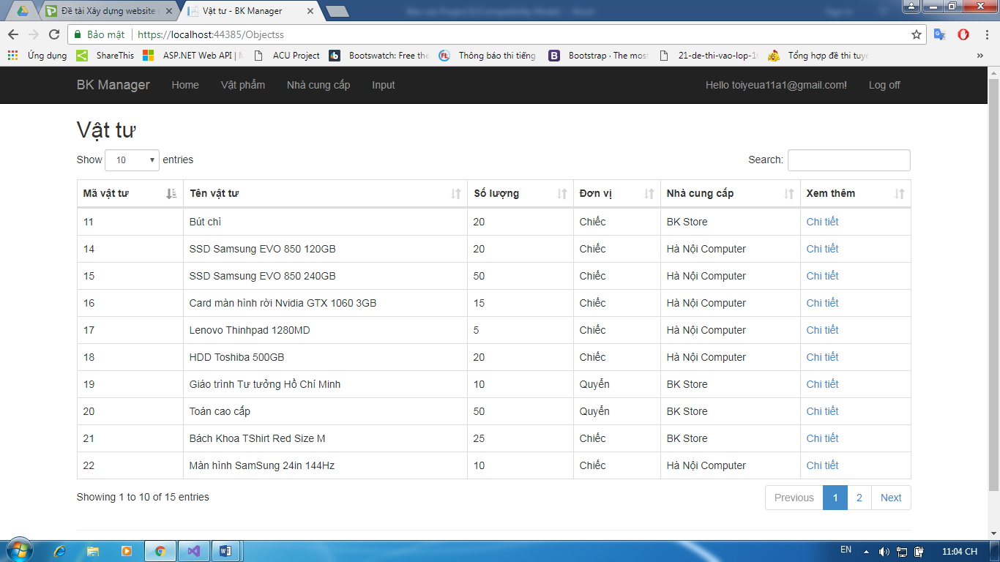 Đề tài Xây dựng website
Vật tư - BK Manager
Bảo mật
https://localhost:44385/Objectss
Ứng dụng
ShareThis
ASP.NET Web API |
ACU Project
Bootswatch: Free the
Thông báo thi tiếng
Bootstrap · The most
21-de-thi-vao-lop-1
Tổng hợp đề thi tuy
»
BK Manager Home Vật phẩm Nhà cung cấp Input Hello toiyeua11a1@gmail.com! Log off
Vật tư
Show 10 entries Search:
Mã vật tư Tên vật tư Số lượng Đơn vị Nhà cung cấp Xem thêm
11 Bút chì 20 Chiếc BK Store Chi tiết
14 SSD Samsung EVO 850 120GB 20 Chiếc Hà Nội Computer Chi tiết
15 SSD Samsung EVO 850 240GB 50 Chiếc Hà Nội Computer Chi tiết
16 Card màn hình rời Nvidia GTX 1060 3GB 15 Chiếc Hà Nội Computer Chi tiết
17 Lenovo Thinhpad 1280MD 5 Chiếc Hà Nội Computer Chi tiết
18 HDD Toshiba 500GB 20 Chiếc Hà Nội Computer Chi tiết
19 Giáo trình Tư tưởng Hồ Chí Minh 10 Quyển BK Store Chi tiết
20 Toán cao cấp 50 Quyển BK Store Chi tiết
21 Bách Khoa TShirt Red Size M 25 Chiếc BK Store Chi tiết
22 Màn hình SamSung 24in 144Hz 10 Chiếc Hà Nội Computer Chi tiết
Showing 1 to 10 of 15 entries Previous 1 2 Next
EN 11:04 CH